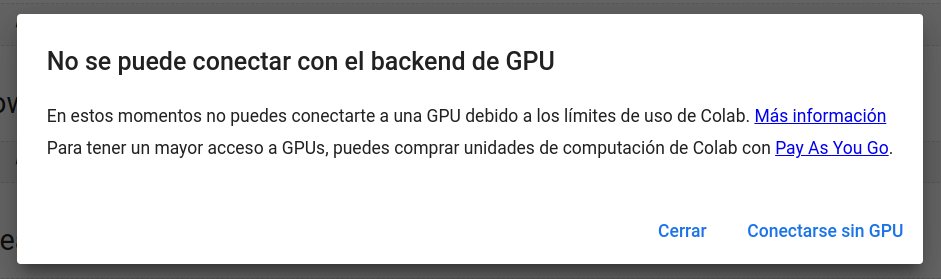 No se puede conectar con el backend de GPU
En estos momentos no puedes conectarte a una GPU debido a los límites de uso de Colab. Más información
Para tener un mayor acceso a GPUs, puedes comprar unidades de computación de Colab con Pay As You Go.
Cerrar Conectarse sin GPU